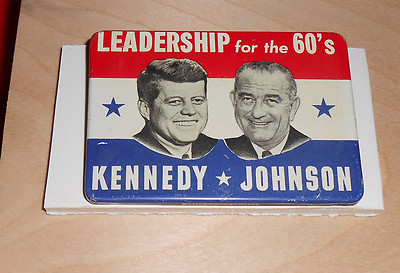 LEADERSHIP for the 60's
KENNEDY ★ JOHNSON